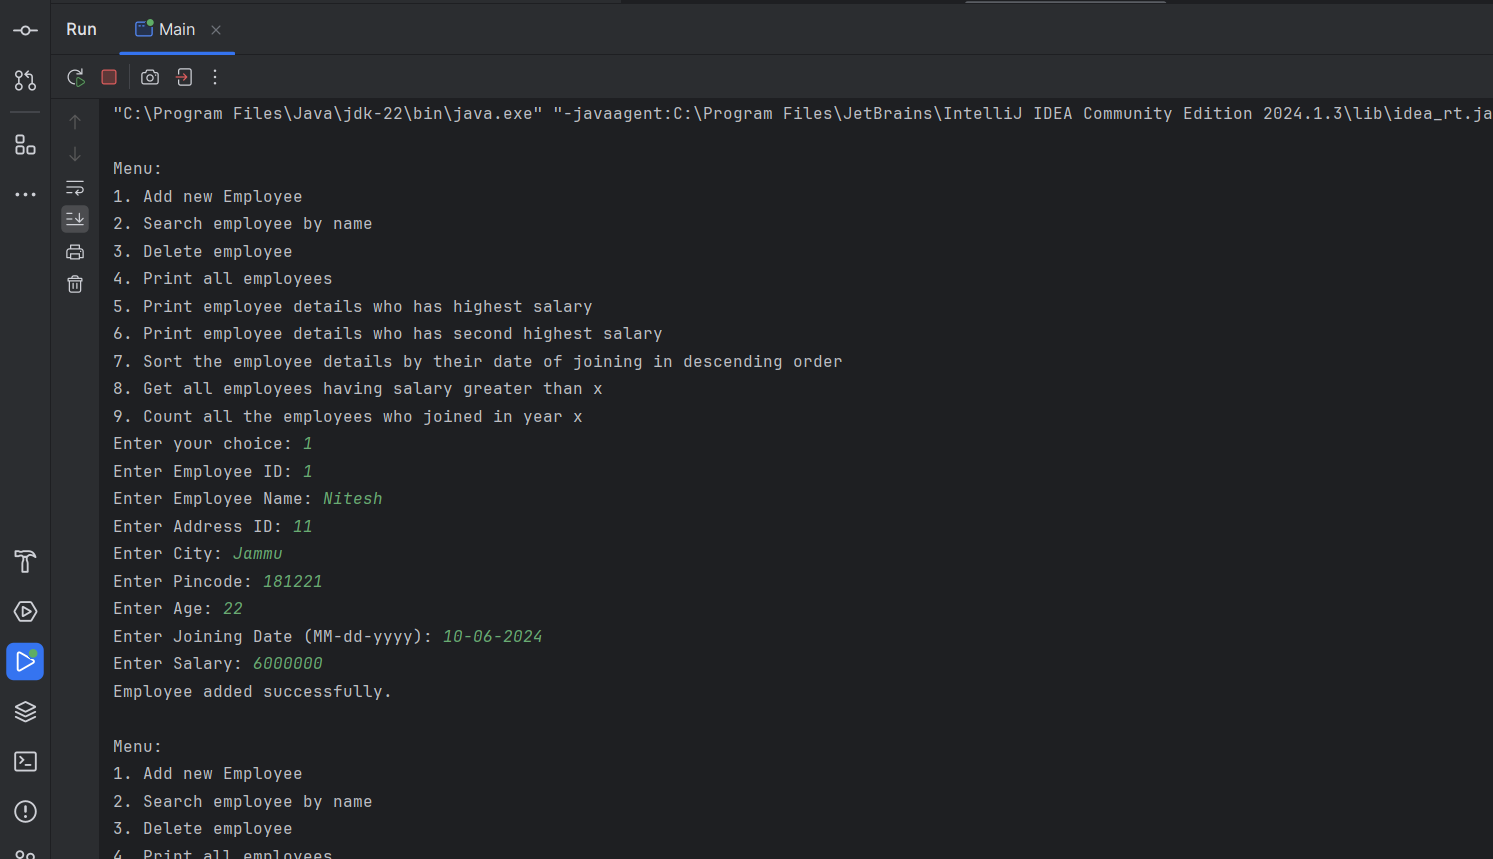 Run Main
"C:\Program Files\Java\jdk-22\bin\java.exe" "-javaagent:C:\Program Files\JetBrains\IntelliJ IDEA Community Edition 2024.1.3\lib\idea_rt.ja
Menu:
1. Add new Employee
2. Search employee by name
3. Delete employee
4. Print all employees
5. Print employee details who has highest salary
6. Print employee details who has second highest salary
7. Sort the employee details by their date of joining in descending order
8. Get all employees having salary greater than x
9. Count all the employees who joined in year x
Enter your choice: 1
Enter Employee ID: 1
Enter Employee Name: Nitesh
Enter Address ID: 11
Enter City: Jammu
Enter Pincode: 181221
Enter Age: 22
Enter Joining Date (MM-dd-yyyy): 10-06-2024
Enter Salary: 6000000
Employee added successfully.
Menu:
1. Add new Employee
2. Search employee by name
3. Delete employee
4. Print all employees